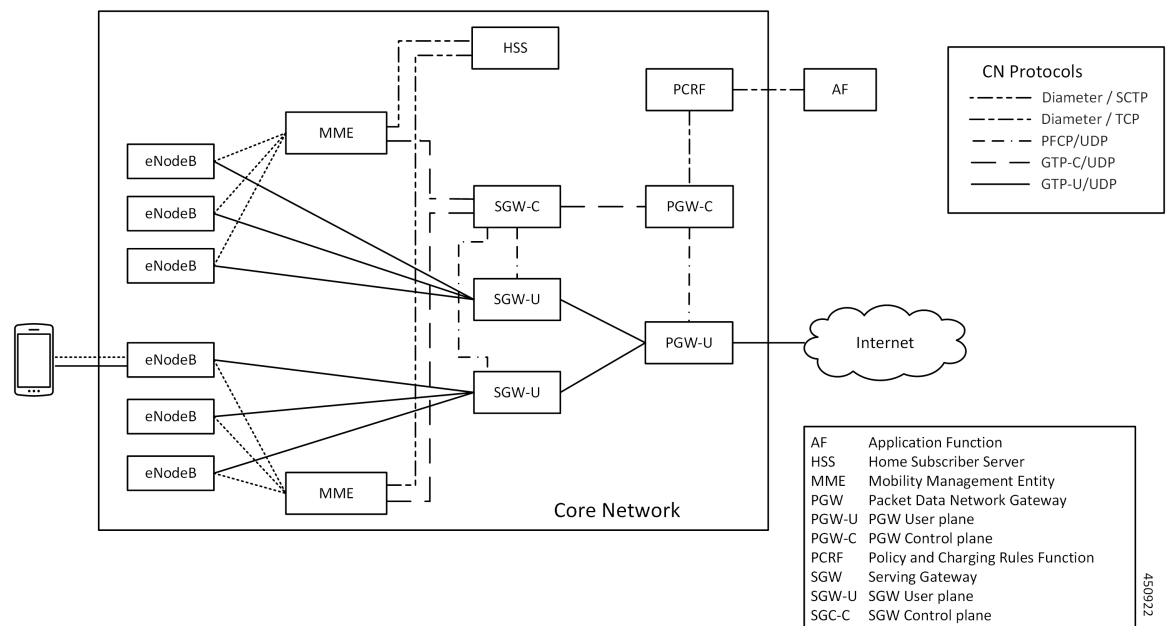 HSS
PCRF
AF
MME
eNodeB
eNodeB
SGW-C
PGW-C
eNodeB
SGW-U
PGW-U
Internet
eNodeB
SGW-U
eNodeB
eNodeB
MME
Core Network
CN Protocols
Diameter / SCTP
Diameter / TCP
PFCP/UDP
GTP-C/UDP
GTP-U/UDP
AF Application Function
HSS Home Subscriber Server
MME Mobility Management Entity
PGW Packet Data Network Gateway
PGW-U PGW User plane
PGW-C PGW Control plane
PCRF Policy and Charging Rules Function
SGW Serving Gateway
SGW-U SGW User plane
SGC-C SGW Control plane
450922